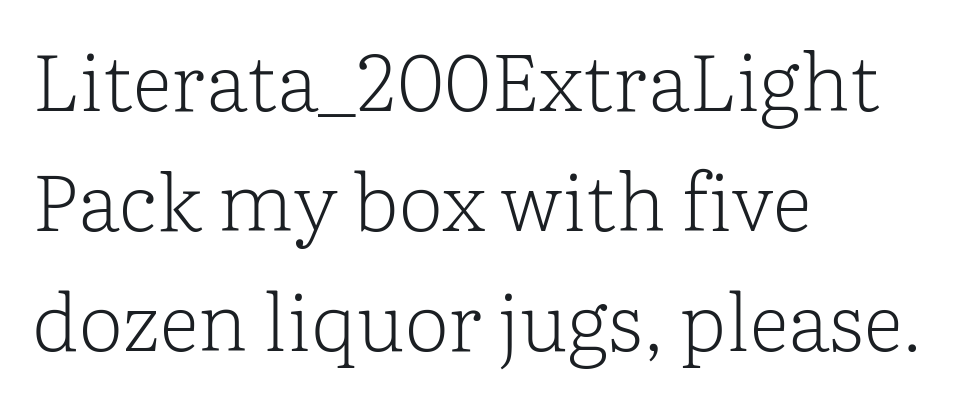 Literata_200ExtraLight
Pack my box with five
dozen liquor jugs, please.